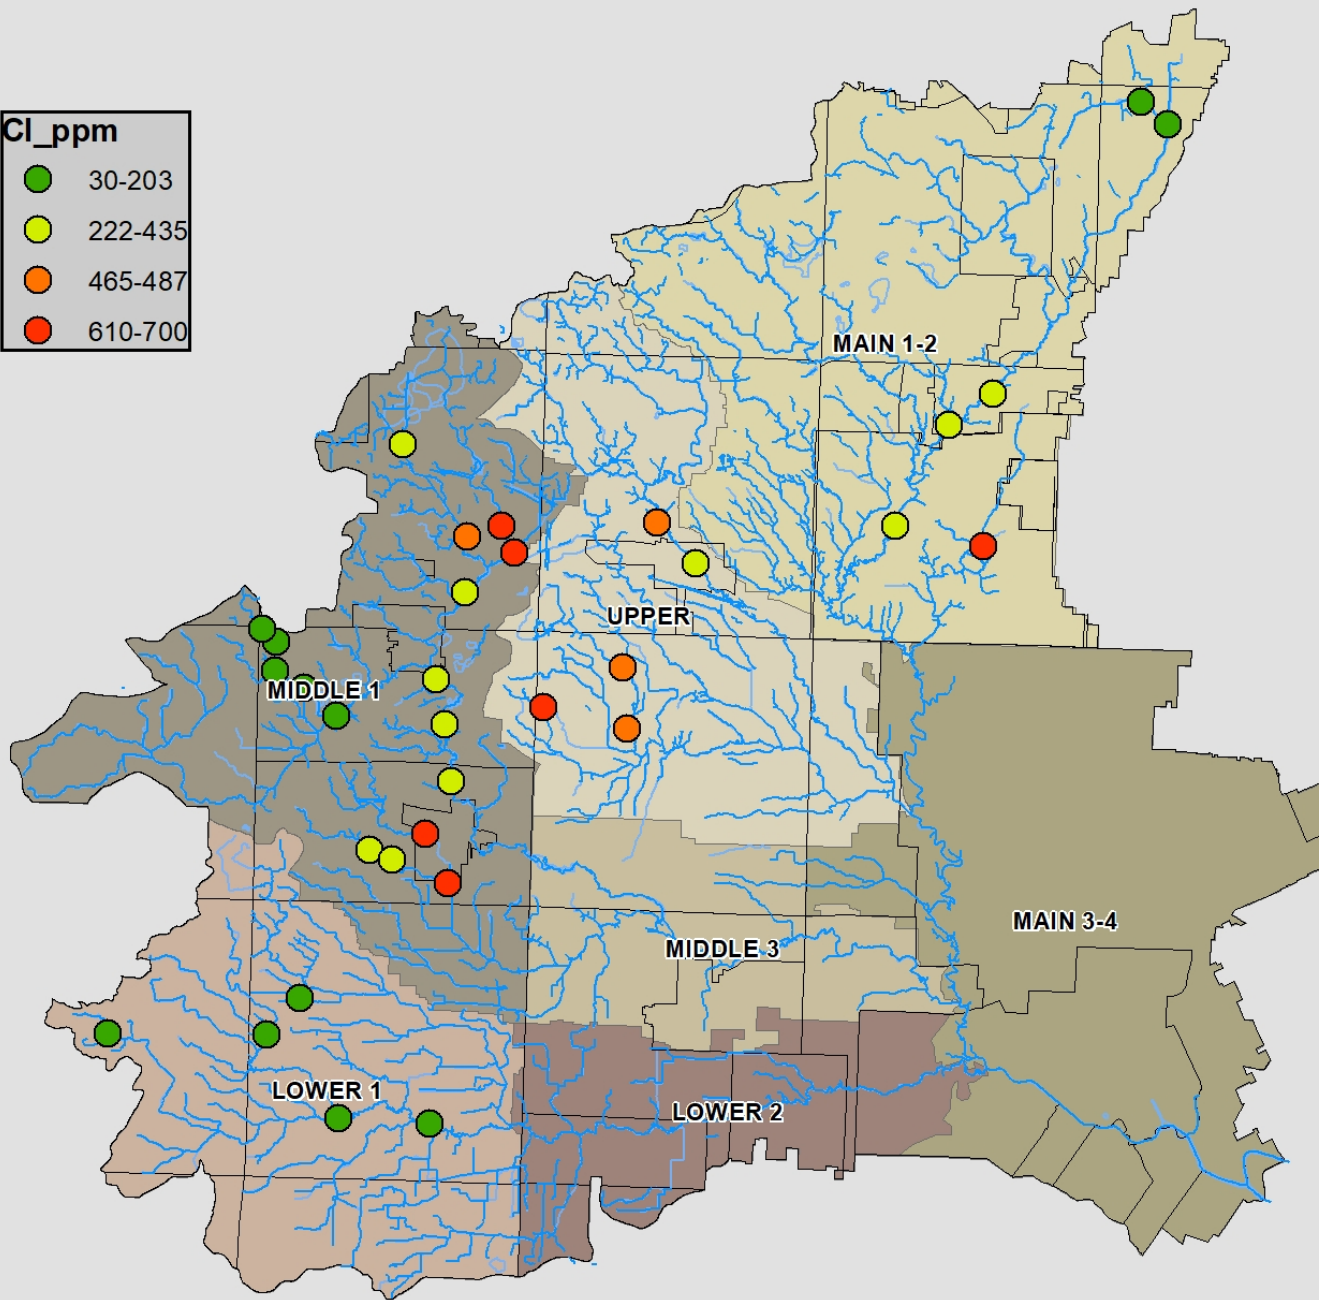 Cl_ppm
30-203
222-435
465-487
610-700
MAIN 1-2
UPPER
MIDDLE 1
MAIN 3-4
MIDDLE 3
LOWER 1
LOWER 2